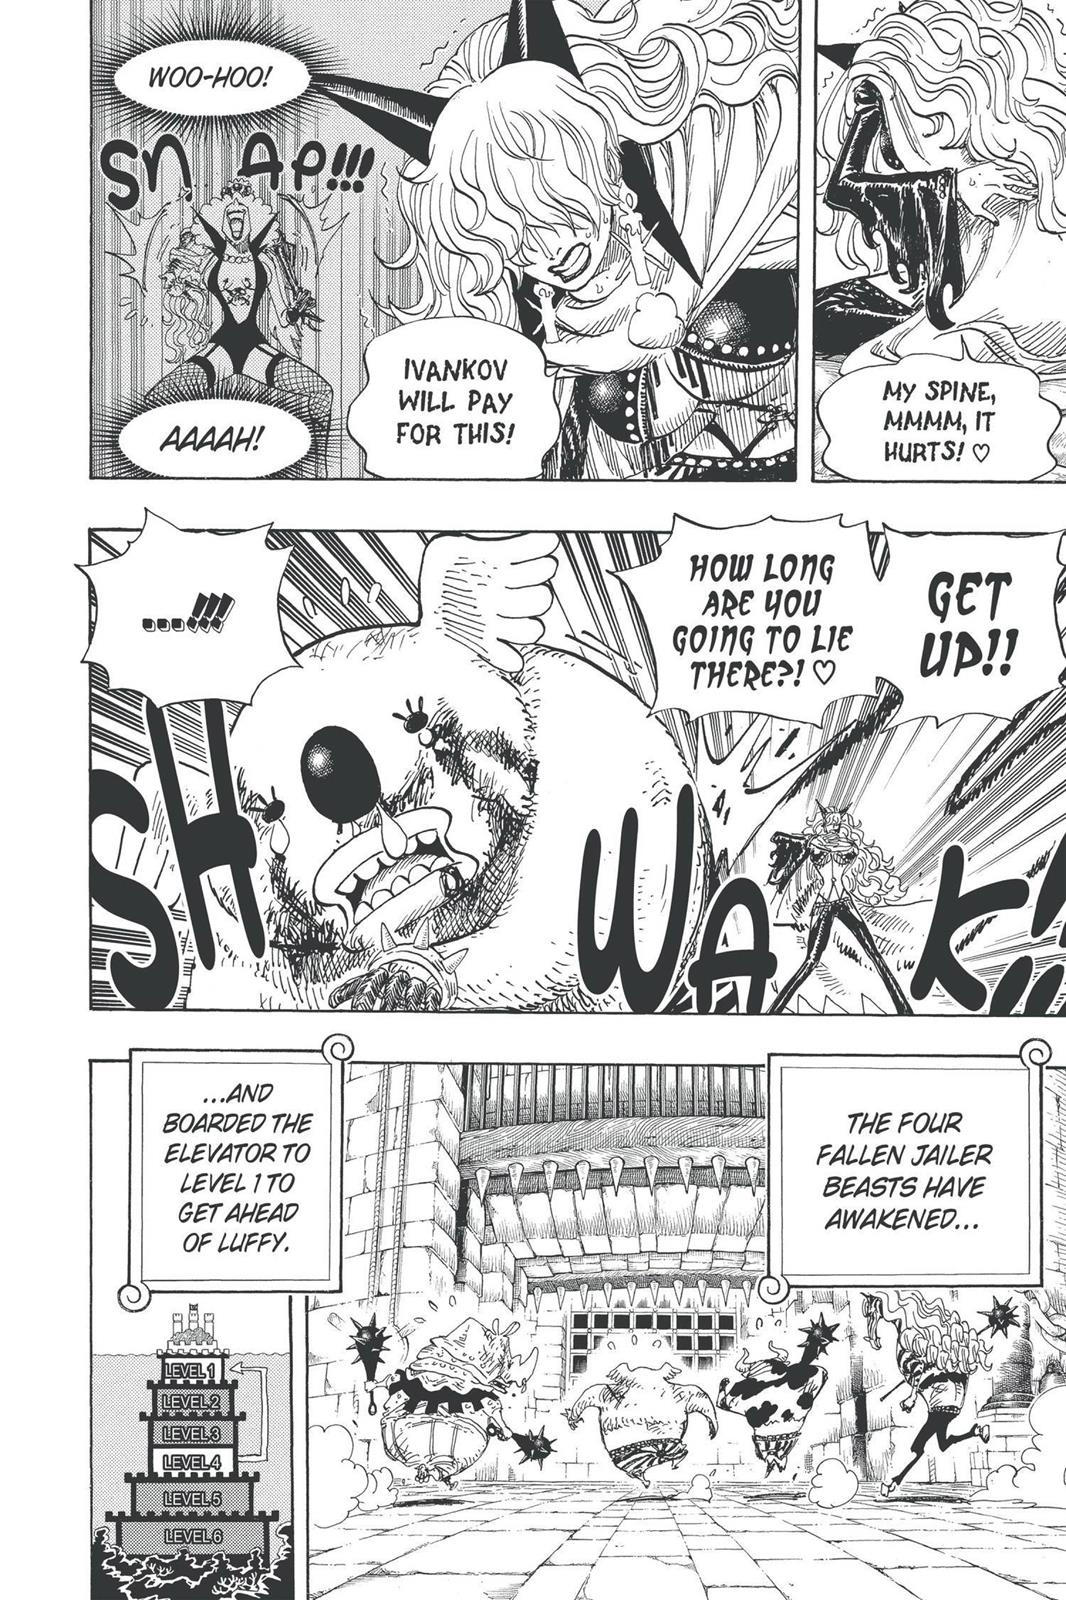 MY SPINE,
MMMM, IT
HURTS! ♡
IVANKOV
WILL PAY
FOR THIS!
WOO-HOO!
SNAP!!!
AAAAH!
GET
UP!!
HOW LONG
ARE YOU
GOING TO LIE
THERE?! ♡
...!!!
SHWAK!!!
THE FOUR
FALLEN JAILER
BEASTS HAVE
AWAKENED...
...AND
BOARDED THE
ELEVATOR TO
LEVEL 1 TO
GET AHEAD
OF LUFFY.
LEVEL 1
LEVEL 2
LEVEL 3
LEVEL 4
LEVEL 5
LEVEL 6